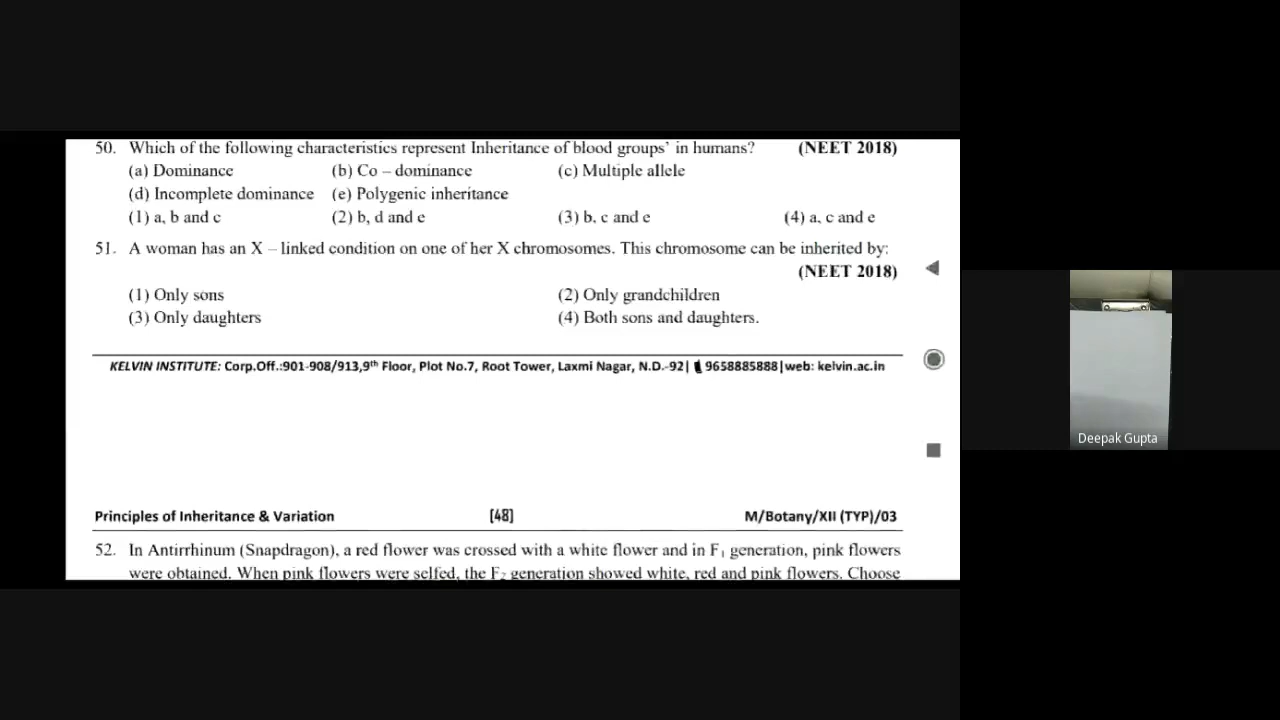 50. Which of the following characteristics represent Inheritance of blood groups' in humans? (NEET 2018)
(a) Dominance (b) Co – dominance (c) Multiple allele
(d) Incomplete dominance (e) Polygenic inheritance
(1) a, b and c (2) b, d and e (3) b, c and e (4) a, c and e
51. A woman has an X – linked condition on one of her X chromosomes. This chromosome can be inherited by:
(NEET 2018)
(1) Only sons (2) Only grandchildren
(3) Only daughters (4) Both sons and daughters.
KELVIN INSTITUTE: Corp.Off.:901-908/913,9th Floor, Plot No.7, Root Tower, Laxmi Nagar, N.D.-92| 9658885888|web: kelvin.ac.in
Principles of Inheritance & Variation [48] M/Botany/XII (TYP)/03
52. In Antirrhinum (Snapdragon), a red flower was crossed with a white flower and in F1 generation, pink flowers
were obtained. When pink flowers were selfed, the F2 generation showed white, red and pink flowers. Choose
Deepak Gupta